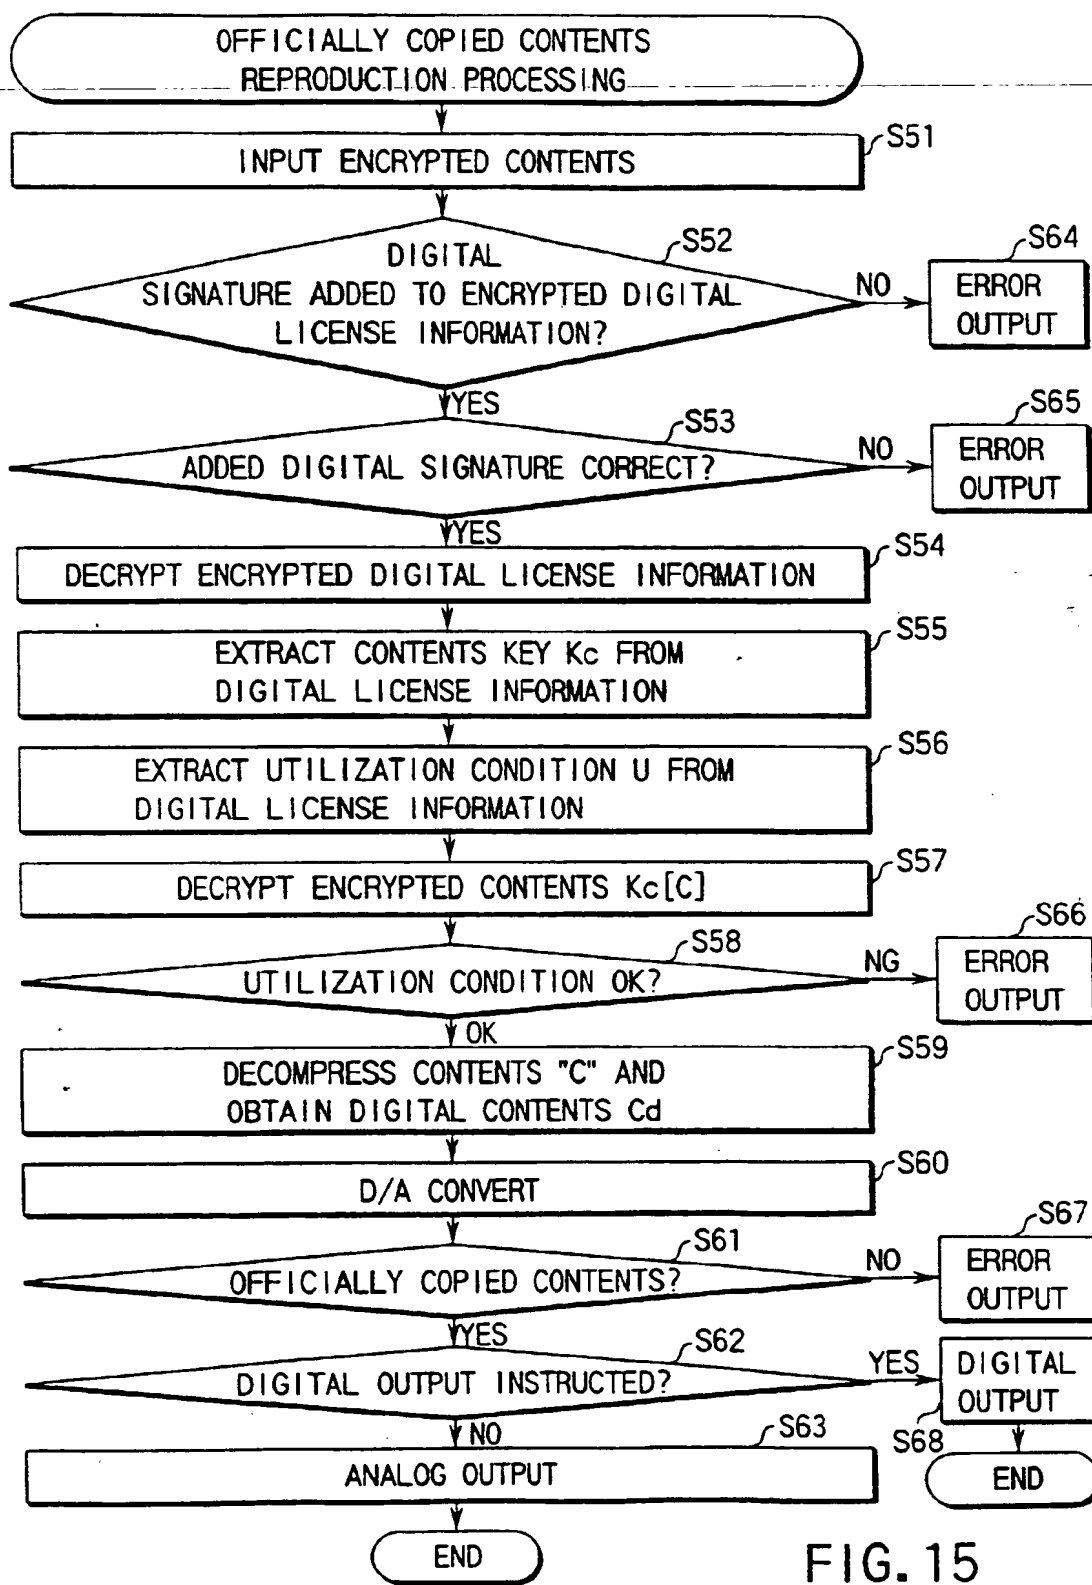 OFFICIALLY COPIED CONTENTS
REPRODUCTION PROCESSING
S51
INPUT ENCRYPTED CONTENTS
S52
DIGITAL
SIGNATURE ADDED TO ENCRYPTED DIGITAL
LICENSE INFORMATION?
NO
S64
ERROR
OUTPUT
YES
S53
ADDED DIGITAL SIGNATURE CORRECT?
NO
S65
ERROR
OUTPUT
YES
S54
DECRYPT ENCRYPTED DIGITAL LICENSE INFORMATION
S55
EXTRACT CONTENTS KEY Kc FROM
DIGITAL LICENSE INFORMATION
S56
EXTRACT UTILIZATION CONDITION U FROM
DIGITAL LICENSE INFORMATION
S57
DECRYPT ENCRYPTED CONTENTS Kc[C]
S58
UTILIZATION CONDITION OK?
NG
S66
ERROR
OUTPUT
OK
S59
DECOMPRESS CONTENTS "C" AND
OBTAIN DIGITAL CONTENTS Cd
S60
D/A CONVERT
S61
OFFICIALLY COPIED CONTENTS?
NO
S67
ERROR
OUTPUT
YES
S62
DIGITAL OUTPUT INSTRUCTED?
YES
DIGITAL
OUTPUT
S68
END
NO
S63
ANALOG OUTPUT
END
FIG. 15